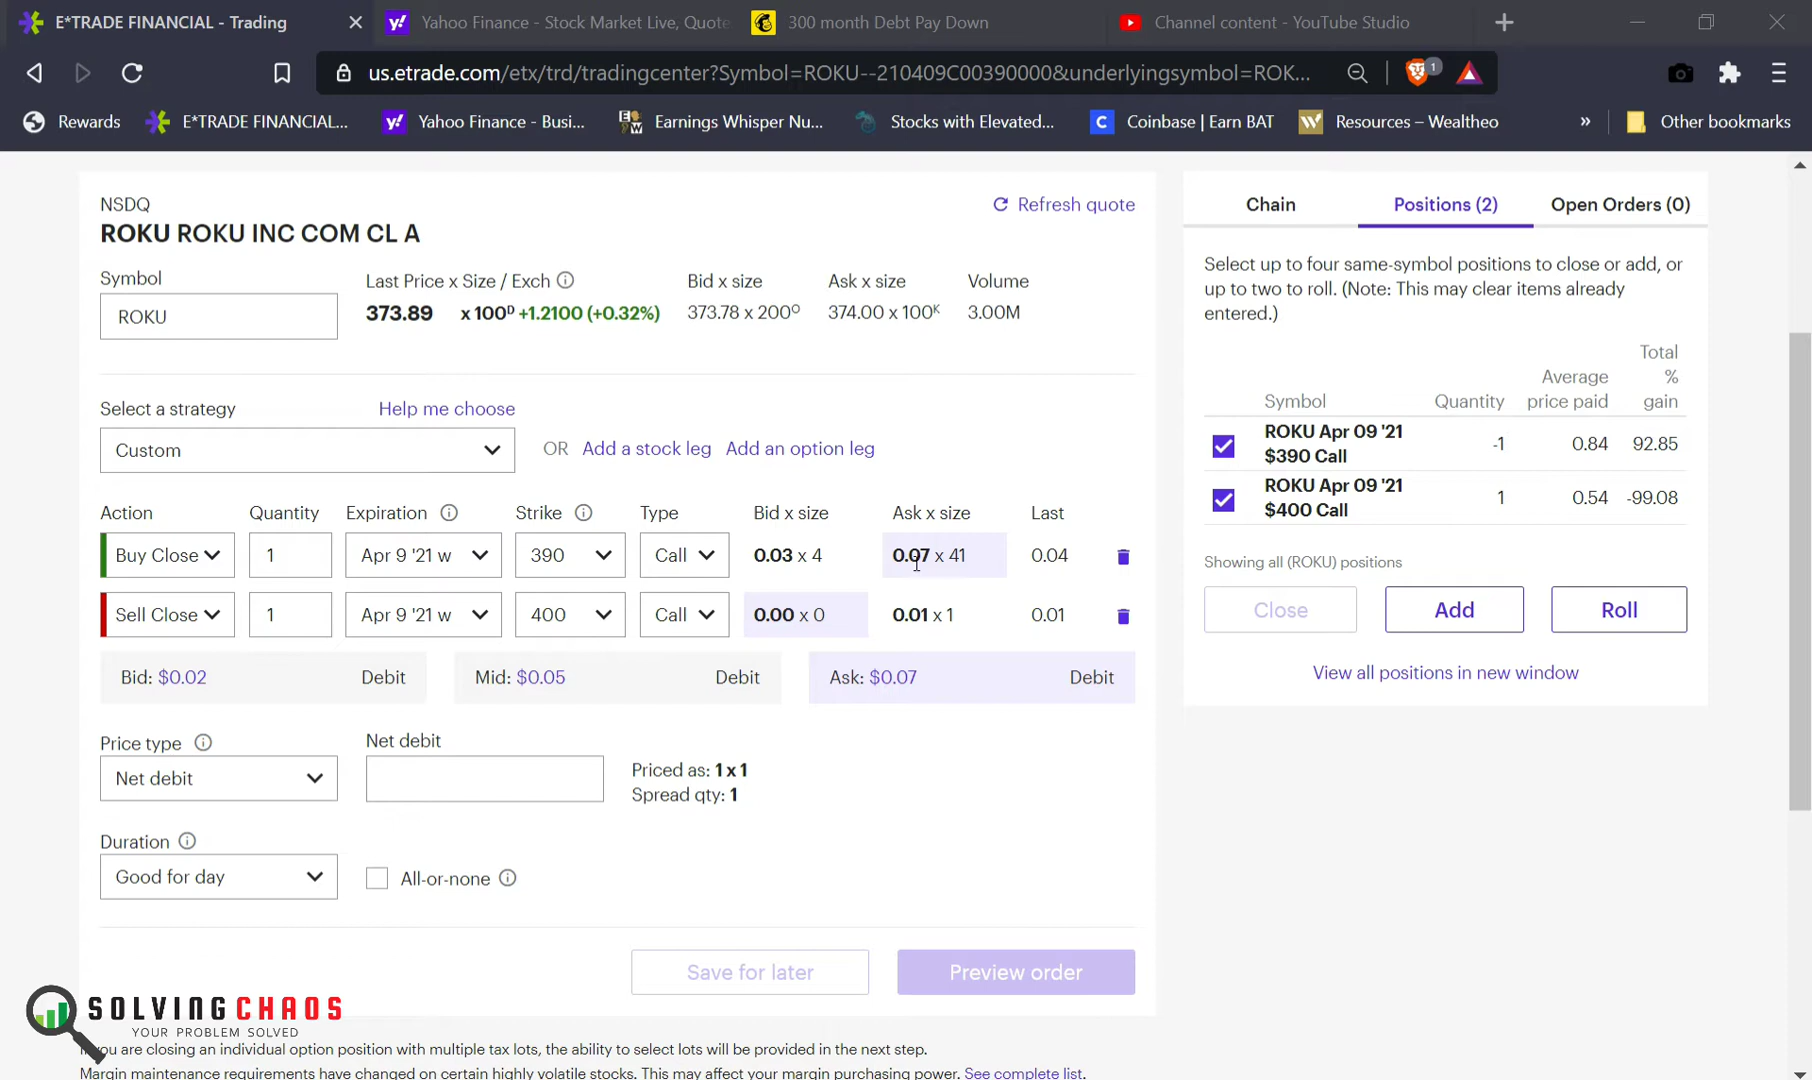 E*TRADE FINANCIAL - Trading
Yahoo Finance - Stock Market Live, Quote
300 month Debt Pay Down
Channel content - YouTube Studio
us.etrade.com/etx/trd/tradingcenter?Symbol=ROKU--210409C00390000&underlyingsymbol=ROK...
1
Rewards
E*TRADE FINANCIAL...
Yahoo Finance - Busi...
Earnings Whisper Nu...
Stocks with Elevated...
Coinbase | Earn BAT
Resources – Wealtheo
»
Other bookmarks
NSDQ
Refresh quote
ROKU ROKU INC COM CL A
Symbol
Last Price x Size / Exch
Bid x size
Ask x size
Volume
ROKU
373.89 x 100ᴰ +1.2100 (+0.32%)
373.78 x 200ᴼ
374.00 x 100ᴷ
3.00M
Select a strategy
Help me choose
Custom
OR Add a stock leg Add an option leg
Action Quantity Expiration Strike Type Bid x size Ask x size Last
Buy Close 1 Apr 9 '21 w 390 Call 0.03 x 4 0.07 x 41 0.04
Sell Close 1 Apr 9 '21 w 400 Call 0.00 x 0 0.01 x 1 0.01
Bid: $0.02 Debit
Mid: $0.05 Debit
Ask: $0.07 Debit
Price type
Net debit
Net debit
Priced as: 1 x 1
Spread qty: 1
Duration
Good for day
All-or-none
Save for later
Preview order
Chain
Positions (2)
Open Orders (0)
Select up to four same-symbol positions to close or add, or
up to two to roll. (Note: This may clear items already
entered.)
Symbol
Quantity
Average
price paid
Total
%
gain
ROKU Apr 09 '21
$390 Call
-1 0.84 92.85
ROKU Apr 09 '21
$400 Call
1 0.54 -99.08
Showing all (ROKU) positions
Close
Add
Roll
View all positions in new window
SOLVINGCHAOS
YOUR PROBLEM SOLVED
you are closing an individual option position with multiple tax lots, the ability to select lots will be provided in the next step.
Margin maintenance requirements have changed on certain highly volatile stocks. This may affect your margin purchasing power. See complete list.